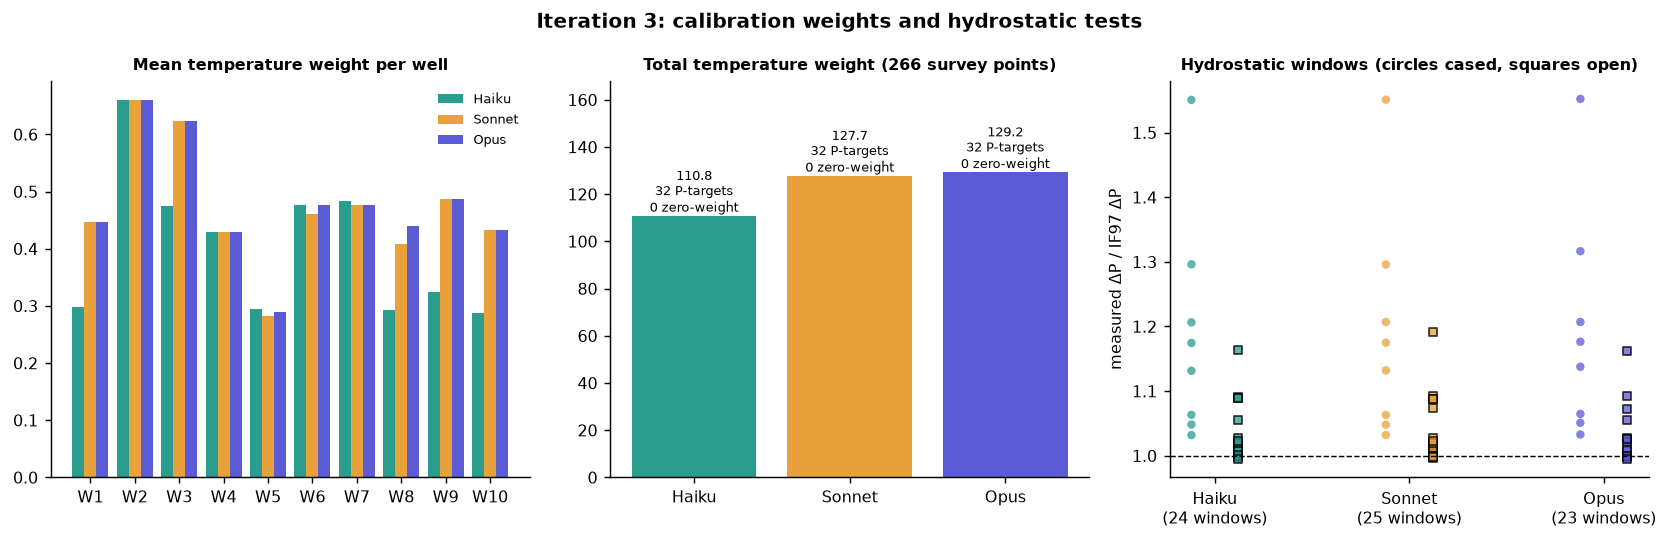 Iteration 3: calibration weights and hydrostatic tests
Mean temperature weight per well
0.6
0.5
0.4
0.3
0.2
0.1
0.0
Haiku
Sonnet
Opus
W1 W2 W3 W4 W5 W6 W7 W8 W9 W10
Total temperature weight (266 survey points)
160
140
120
100
80
60
40
20
0
110.8
32 P-targets
0 zero-weight
127.7
32 P-targets
0 zero-weight
129.2
32 P-targets
0 zero-weight
Haiku Sonnet Opus
Hydrostatic windows (circles cased, squares open)
measured ΔP / IF97 ΔP
1.5
1.4
1.3
1.2
1.1
1.0
Haiku
(24 windows)
Sonnet
(25 windows)
Opus
(23 windows)